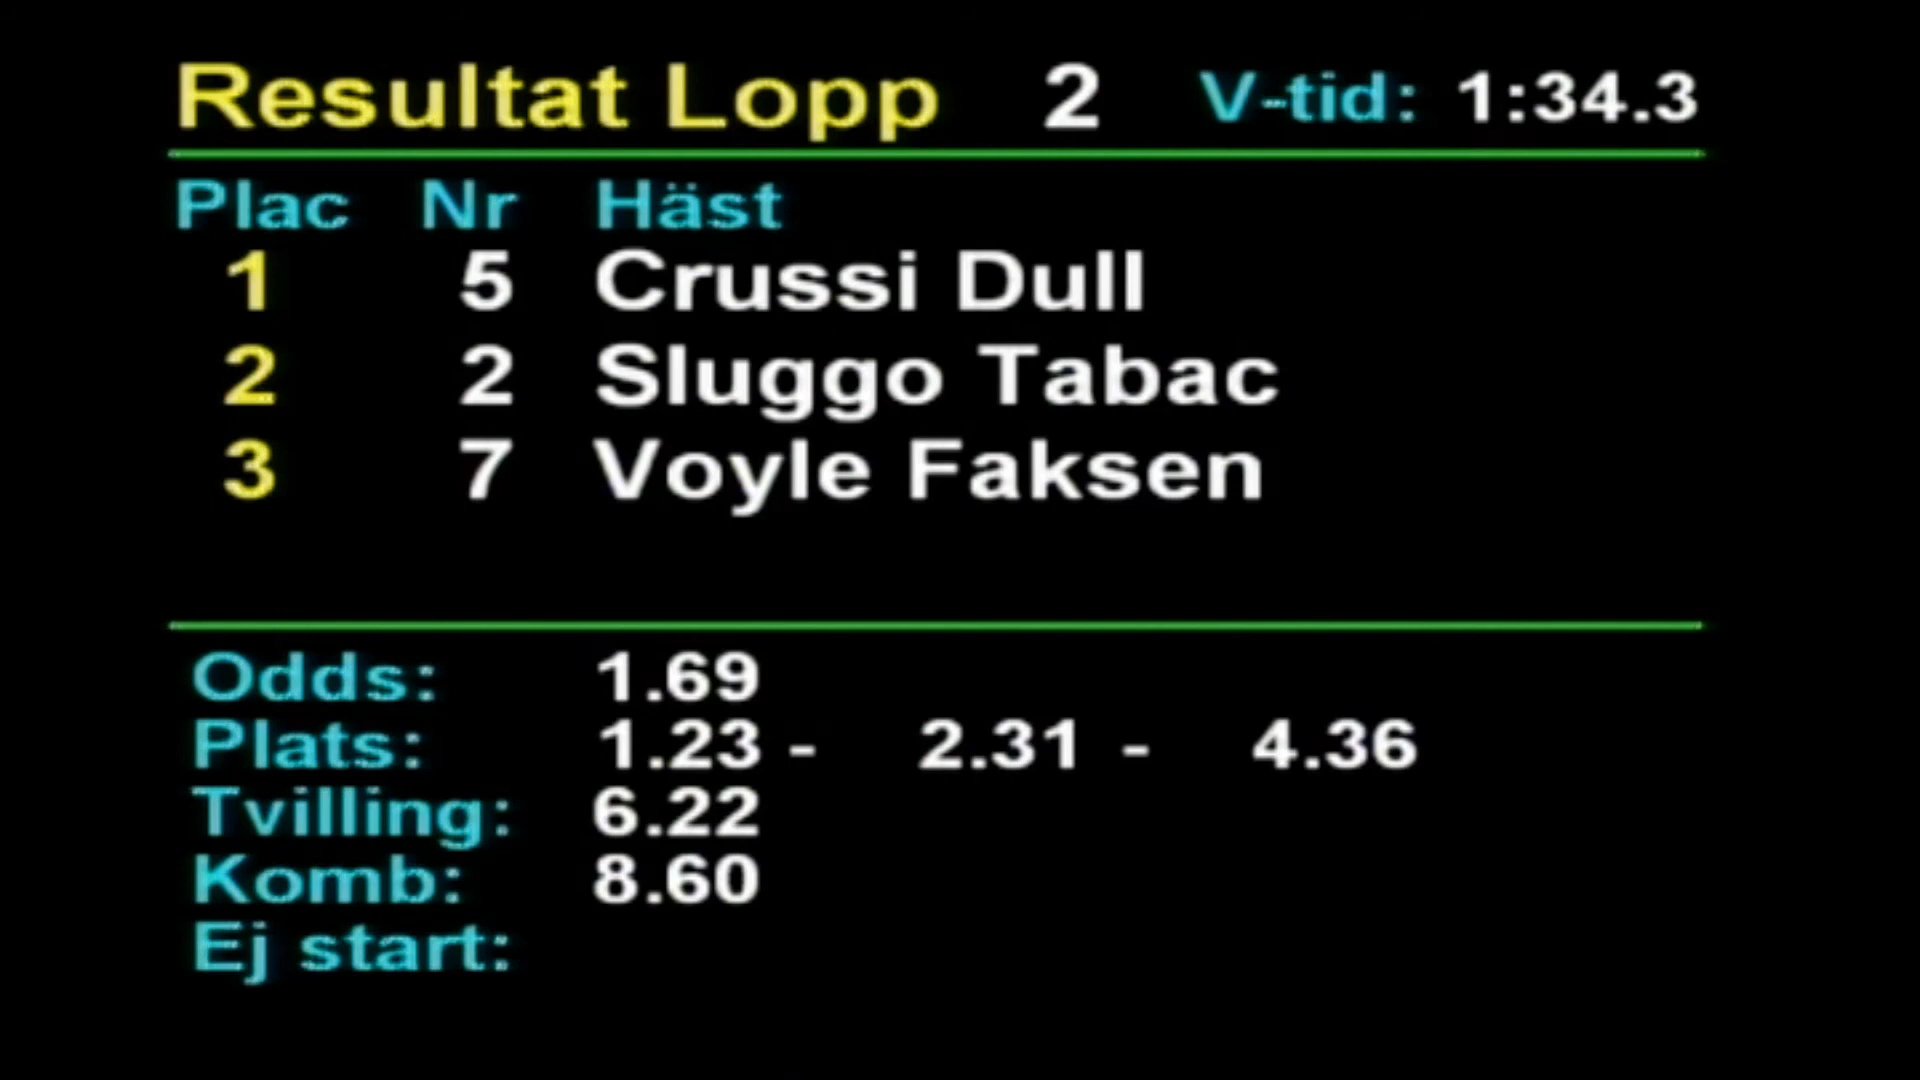 Resultat Lopp 2 V-tid: 1:34.3
Plac Nr Häst
1 5 Crussi Dull
2 2 Sluggo Tabac
3 7 Voyle Faksen
Odds: 1.69
Plats: 1.23 - 2.31 - 4.36
Tvilling: 6.22
Komb: 8.60
Ej start: